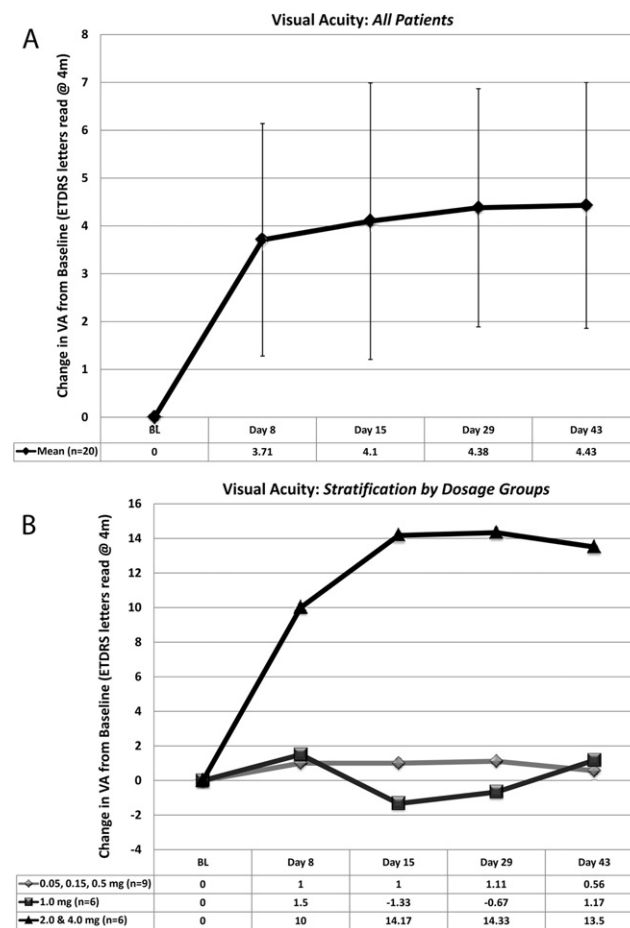 A
Visual Acuity: All Patients
Change in VA from Baseline (ETDRS letters read @ 4m)
8
7
6
5
4
3
2
1
0
BL Day 8 Day 15 Day 29 Day 43
Mean (n=20) 0 3.71 4.1 4.38 4.43
B
Visual Acuity: Stratification by Dosage Groups
Change in VA from Baseline (ETDRS letters read @ 4m)
16
14
12
10
8
6
4
2
0
-2
-4
BL Day 8 Day 15 Day 29 Day 43
0.05, 0.15, 0.5 mg (n=9) 0 1 1 1.11 0.56
1.0 mg (n=6) 0 1.5 -1.33 -0.67 1.17
2.0 & 4.0 mg (n=6) 0 10 14.17 14.33 13.5